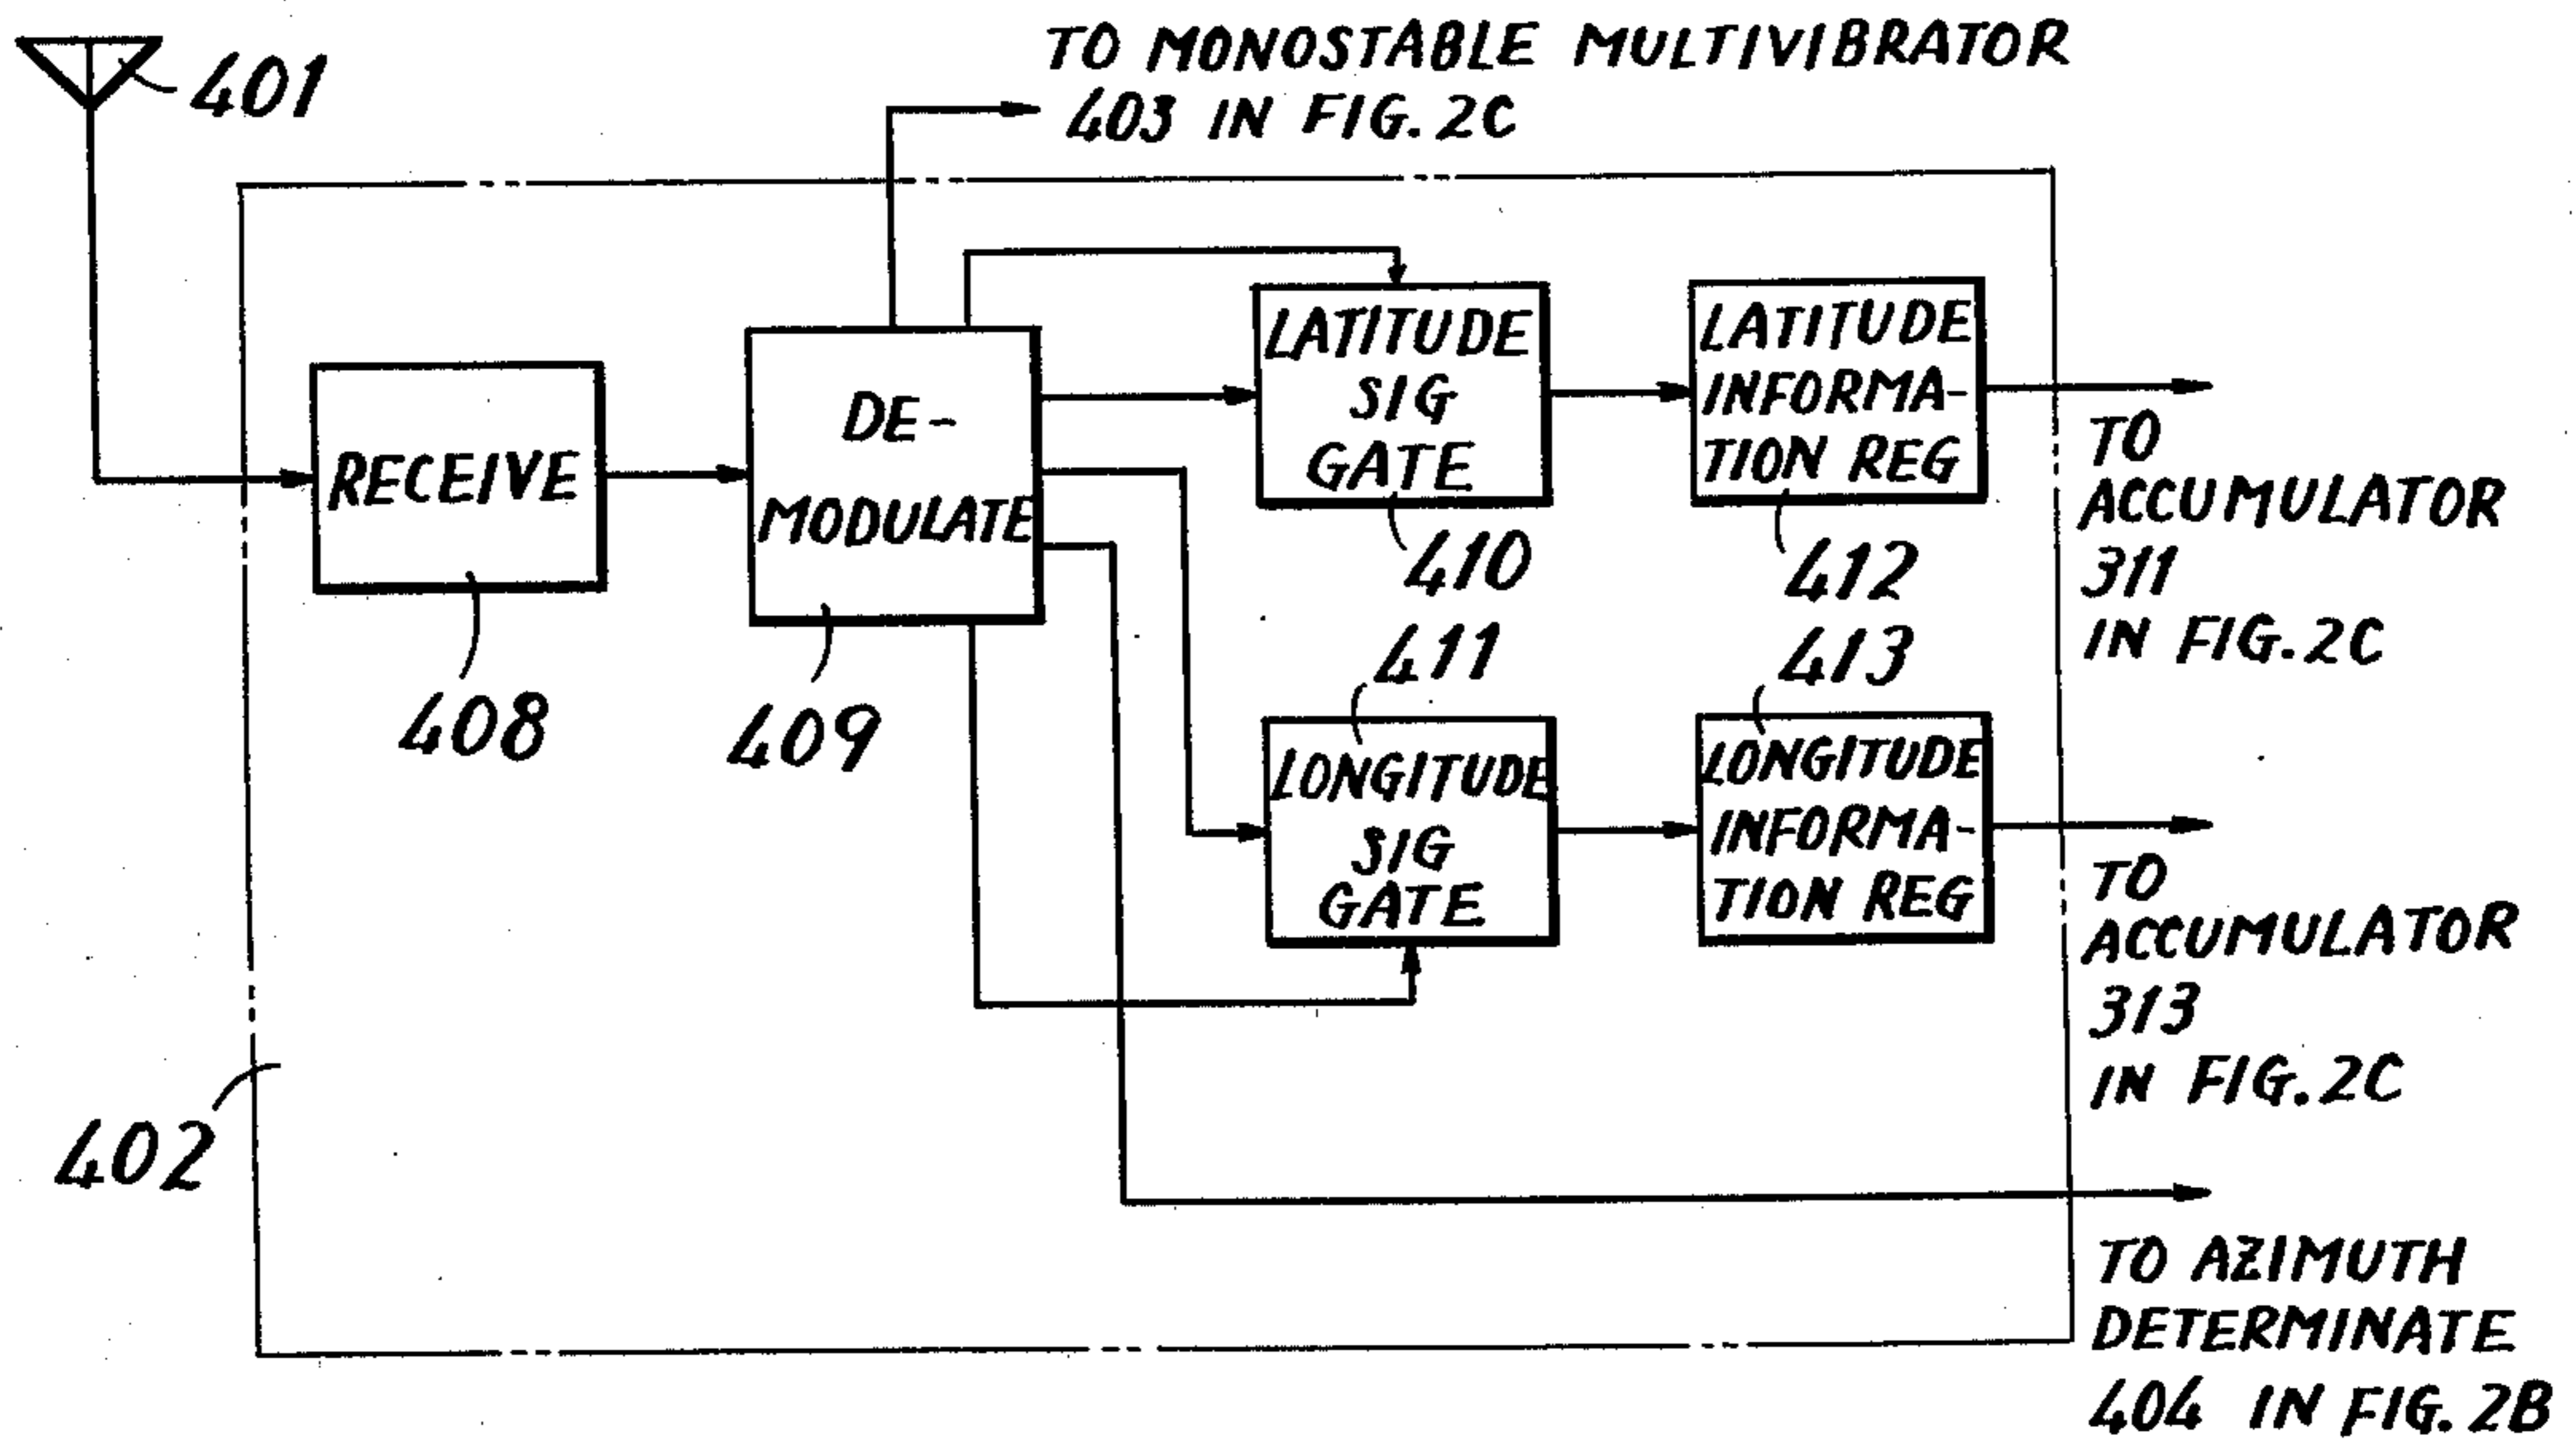 401
TO MONOSTABLE MULTIVIBRATOR
403 IN FIG. 2C
RECEIVE
408
DE-
MODULATE
409
LATITUDE
SIG
GATE
410
LATITUDE
INFORMA-
TION REG
412
TO
ACCUMULATOR
311
IN FIG. 2C
411
LONGITUDE
SIG
GATE
413
LONGITUDE
INFORMA-
TION REG
TO
ACCUMULATOR
313
IN FIG. 2C
402
TO AZIMUTH
DETERMINATE
404 IN FIG. 2B